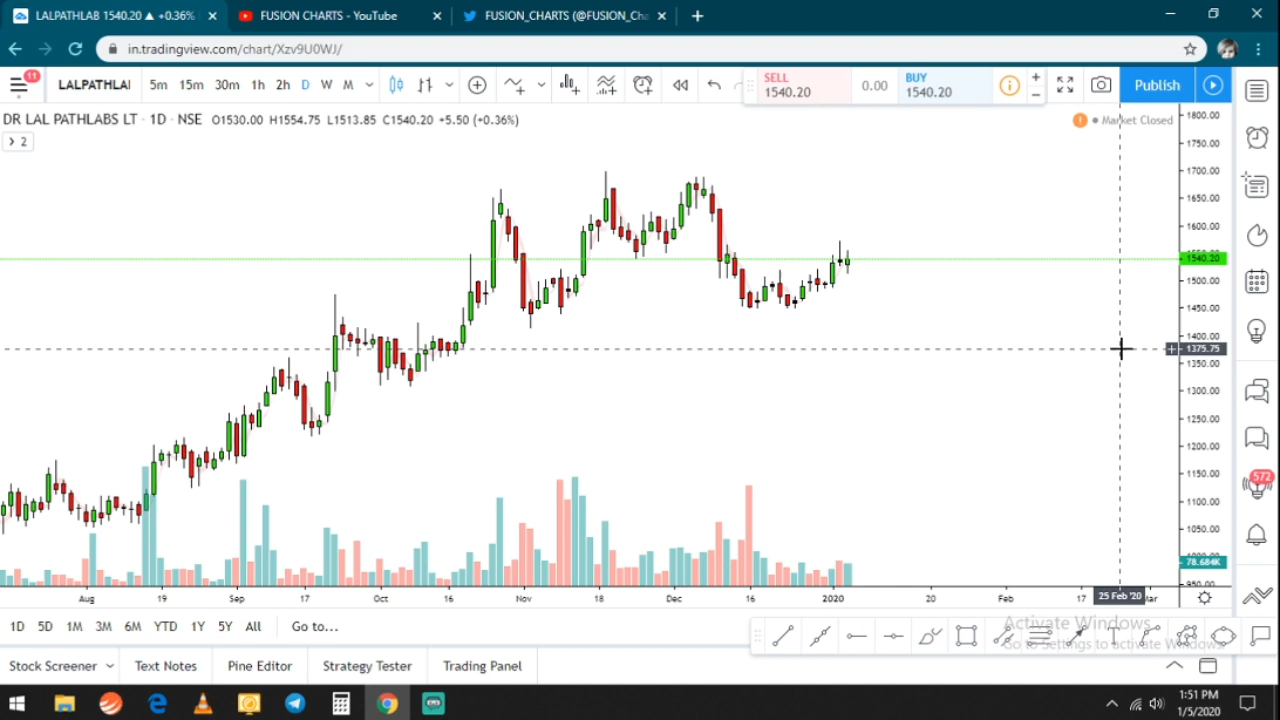 LALPATHLAB 1540.20 ▲ +0.36%
FUSION CHARTS - YouTube
FUSION_CHARTS (@FUSION_Cha
in.tradingview.com/chart/Xzv9U0WJ/
11
LALPATHLAI
5m 15m 30m 1h 2h D W M
SELL
1540.20
0.00
BUY
1540.20
Publish
DR LAL PATHLABS LT · 1D · NSE O1530.00 H1554.75 L1513.85 C1540.20 +5.50 (+0.36%)
Market Closed
2
1800.00
1750.00
1700.00
1650.00
1600.00
1540.20
1500.00
1450.00
1400.00
1375.75
1350.00
1300.00
1250.00
1200.00
1150.00
1100.00
1050.00
78.684K
950.00
572
Aug 19 Sep 17 Oct 16 Nov 18 Dec 16 2020 20 Feb 17 25 Feb '20
1D 5D 1M 3M 6M YTD 1Y 5Y All Go to...
Activate Windows
Go to Settings to activate Windows.
Stock Screener Text Notes Pine Editor Strategy Tester Trading Panel
1:51 PM
1/5/2020